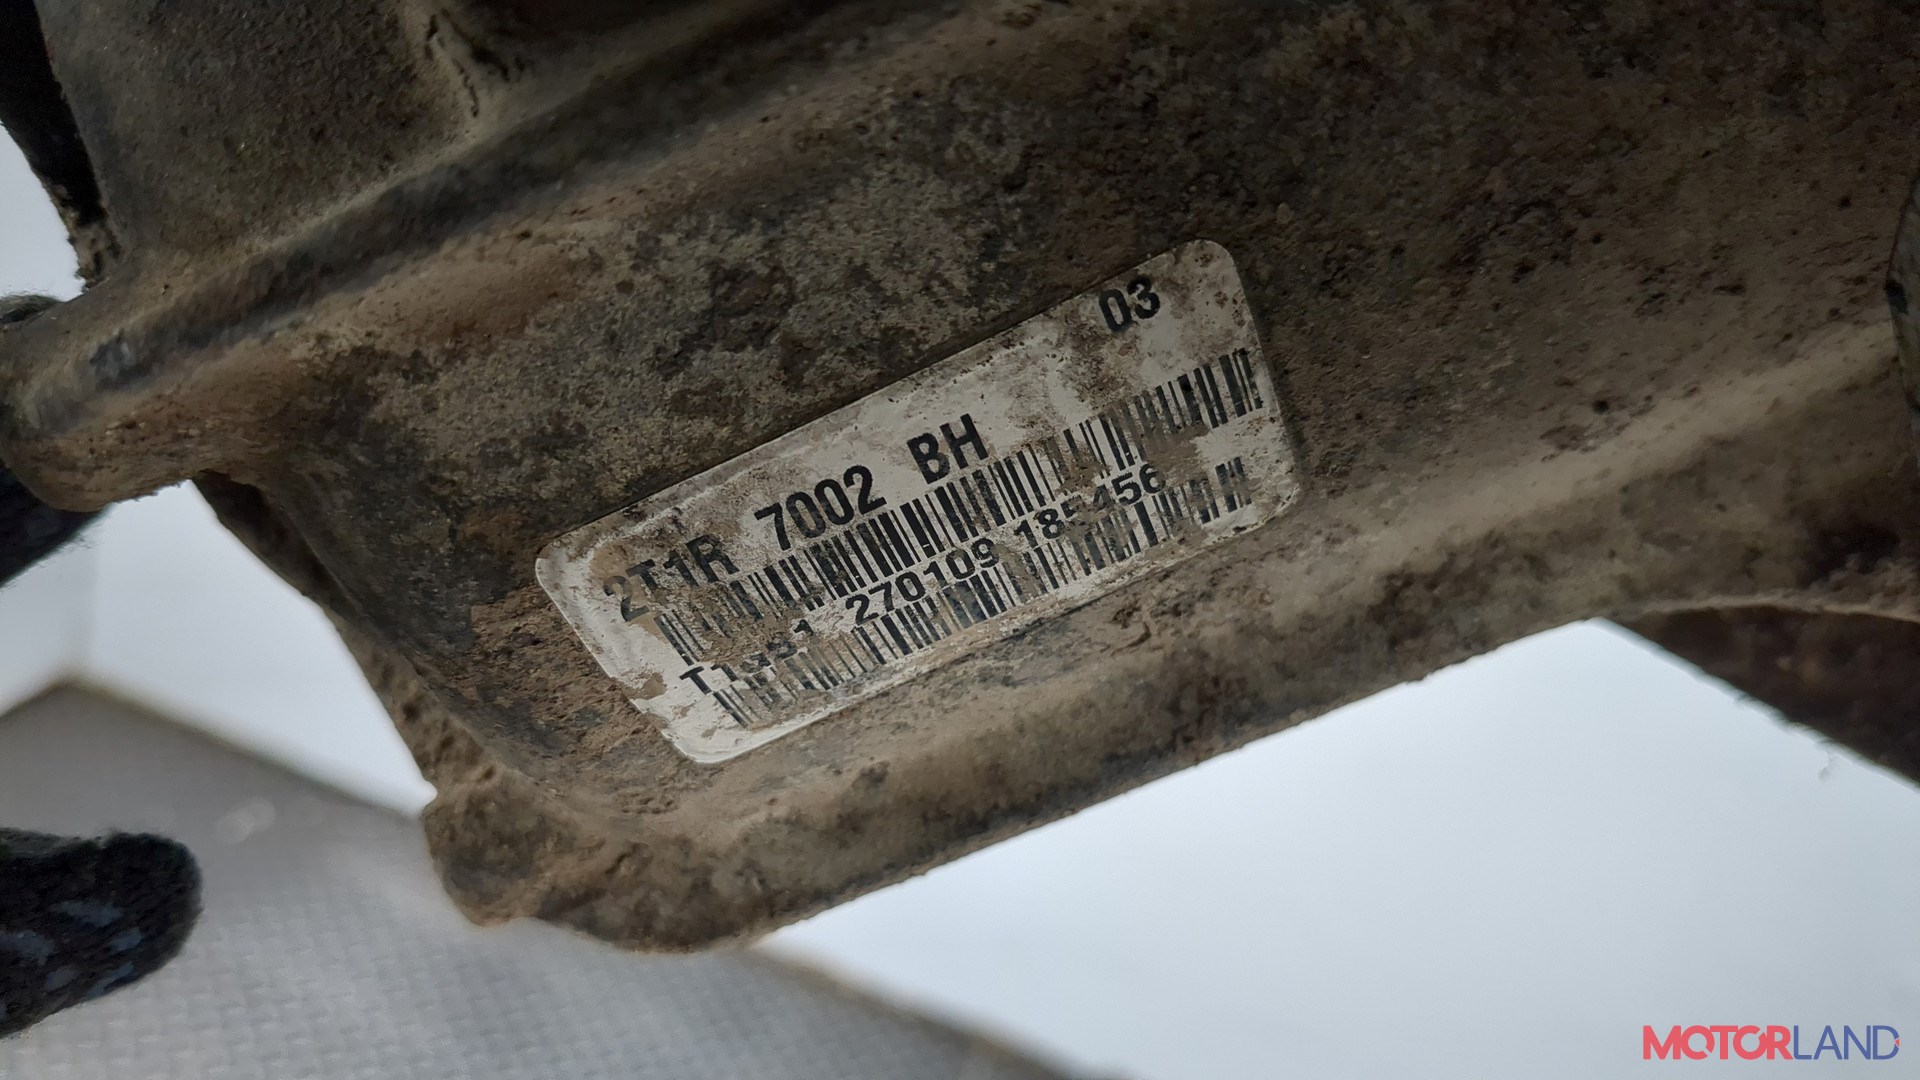 03
2T1R 7002 BH
270109 185456
MOTORLAND